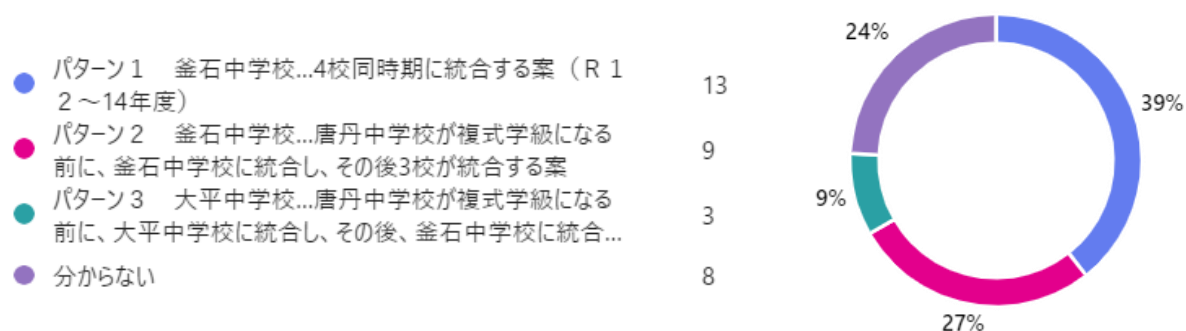 パターン１　釜石中学校...4校同時期に統合する案（Ｒ１
２～14年度）
13
パターン２　釜石中学校...唐丹中学校が複式学級になる
前に、釜石中学校に統合し、その後3校が統合する案
9
パターン３　大平中学校...唐丹中学校が複式学級になる
前に、大平中学校に統合し、その後、釜石中学校に統合...
3
分からない
8
24%
39%
9%
27%